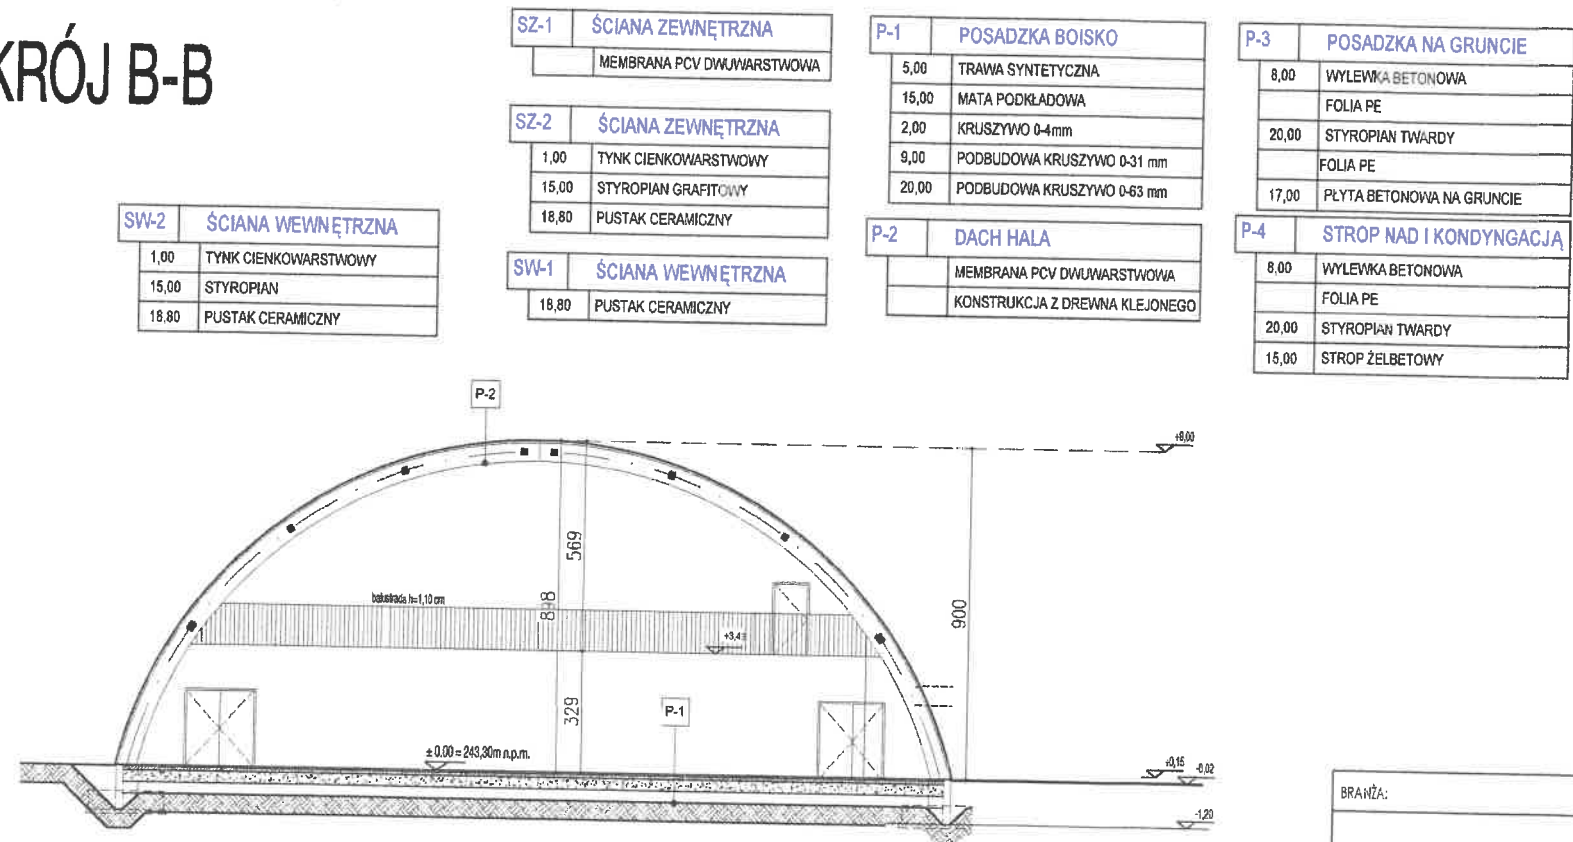 KRÓJ B-B
SZ-1 ŚCIANA ZEWNĘTRZNA
MEMBRANA PCV DWUWARSTWOWA
SZ-2 ŚCIANA ZEWNĘTRZNA
1,00 TYNK CIENKOWARSTWOWY
15,00 STYROPIAN GRAFITOWY
18,80 PUSTAK CERAMICZNY
SW-1 ŚCIANA WEWNĘTRZNA
18,80 PUSTAK CERAMICZNY
SW-2 ŚCIANA WEWNĘTRZNA
1,00 TYNK CIENKOWARSTWOWY
15,00 STYROPIAN
18,80 PUSTAK CERAMICZNY
P-1 POSADZKA BOISKO
5,00 TRAWA SYNTETYCZNA
15,00 MATA PODKŁADOWA
2,00 KRUSZYWO 0-4mm
9,00 PODBUDOWA KRUSZYWO 0-31 mm
20,00 PODBUDOWA KRUSZYWO 0-63 mm
P-2 DACH HALA
MEMBRANA PCV DWUWARSTWOWA
KONSTRUKCJA Z DREWNA KLEJONEGO
P-3 POSADZKA NA GRUNCIE
8,00 WYLEWKA BETONOWA
FOLIA PE
20,00 STYROPIAN TWARDY
FOLIA PE
17,00 PŁYTA BETONOWA NA GRUNCIE
P-4 STROP NAD I KONDYNGACJĄ
8,00 WYLEWKA BETONOWA
FOLIA PE
20,00 STYROPIAN TWARDY
15,00 STROP ŻELBETOWY
P-2
569
898
balustrada h=1,10 cm
900
329
P-1
± 0.00 = 243,30m n.p.m.
+0,15
-0,02
-1,20
BRANŻA: